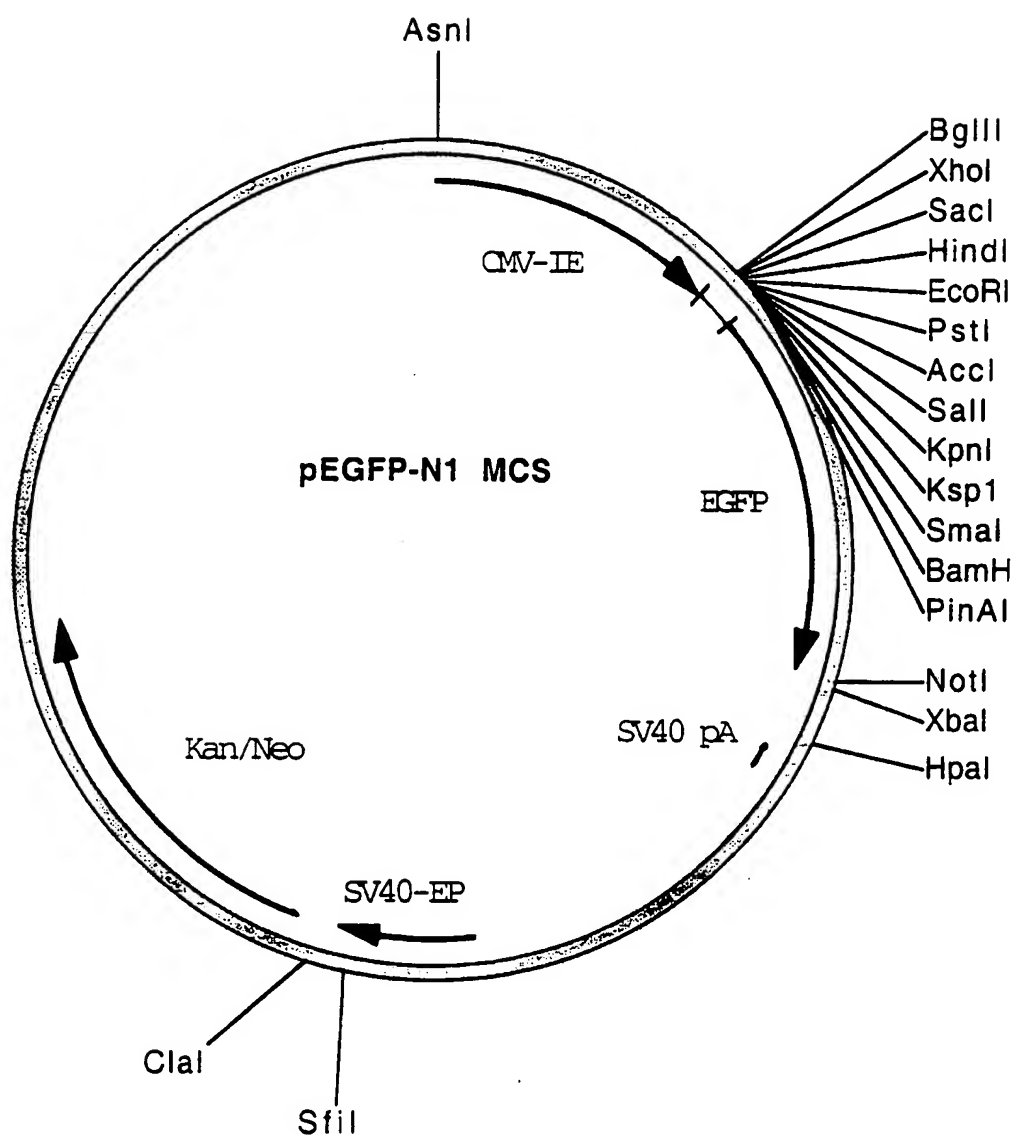 AsnI
BglII
XhoI
SacI
HindI
EcoRI
PstI
AccI
SalI
KpnI
Ksp1
SmaI
BamH
PinAI
CMV-IE
pEGFP-N1 MCS
EGFP
NotI
XbaI
HpaI
SV40 pA
Kan/Neo
SV40-EP
ClaI
SfiI